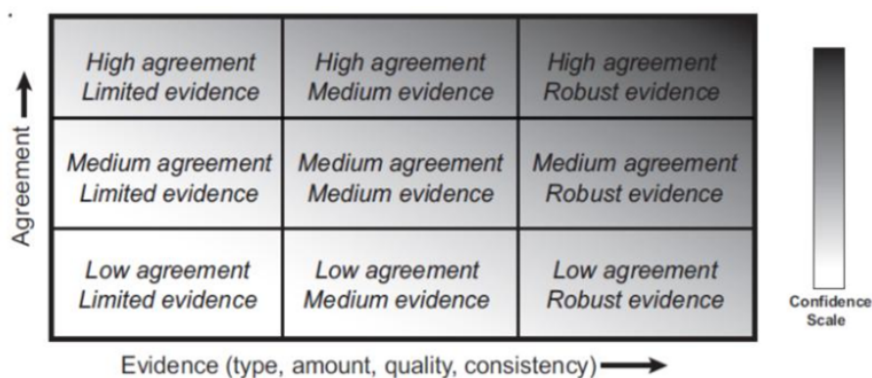 High agreement
Limited evidence
High agreement
Medium evidence
High agreement
Robust evidence
Medium agreement
Limited evidence
Medium agreement
Medium evidence
Medium agreement
Robust evidence
Low agreement
Limited evidence
Low agreement
Medium evidence
Low agreement
Robust evidence
Agreement
Evidence (type, amount, quality, consistency)
Confidence
Scale